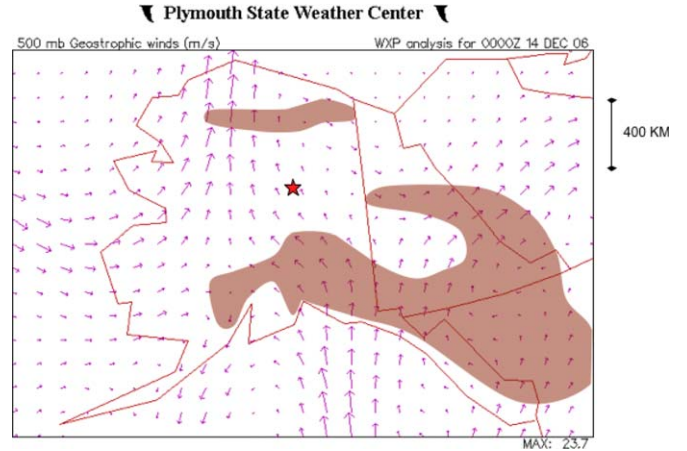 Plymouth State Weather Center
500 mb Geostrophic winds (m/s) WXP analysis for 0000Z 14 DEC 06
400 KM
MAX: 23.7